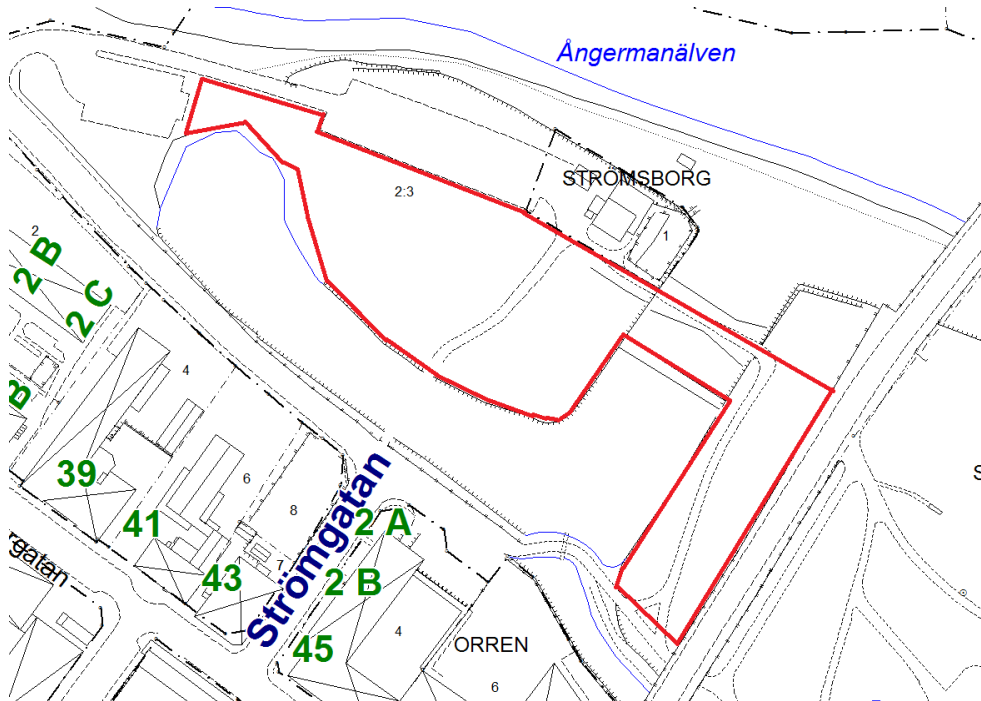 Ångermanälven
STRÖMSBORG
2:3
1
2
2 B
2 C
4
B
39
6
41
8
Strömgatan
2 A
7
43
2 B
4
45
ORREN
6
rgatan
S